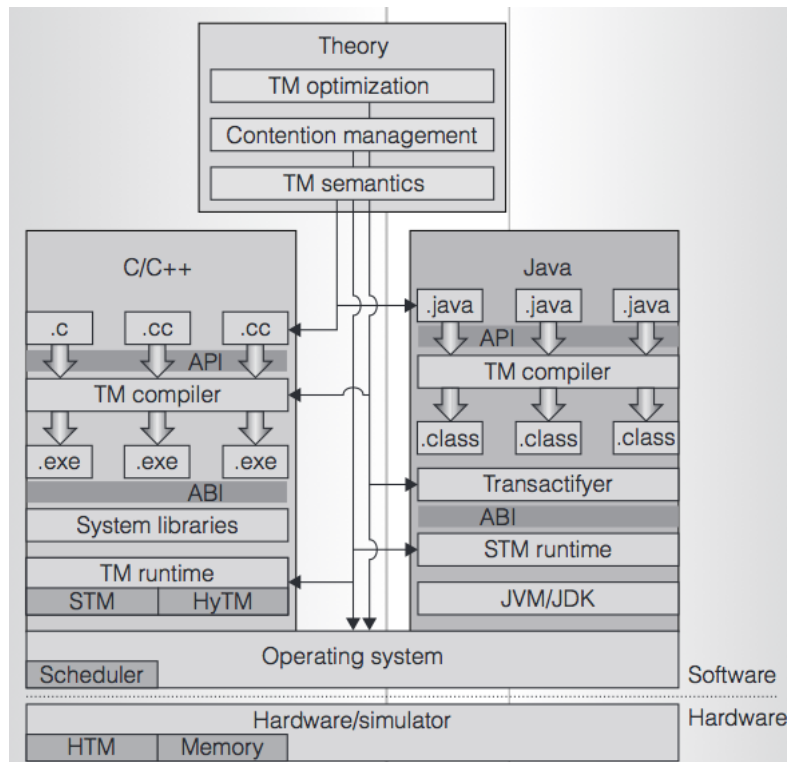 Theory
TM optimization
Contention management
TM semantics
C/C++
.c
.cc
.cc
API
TM compiler
.exe
.exe
.exe
ABI
System libraries
TM runtime
STM
HyTM
Java
.java
.java
.java
API
TM compiler
.class
.class
.class
Transactifyer
ABI
STM runtime
JVM/JDK
Operating system
Scheduler
Software
Hardware/simulator
Hardware
HTM
Memory